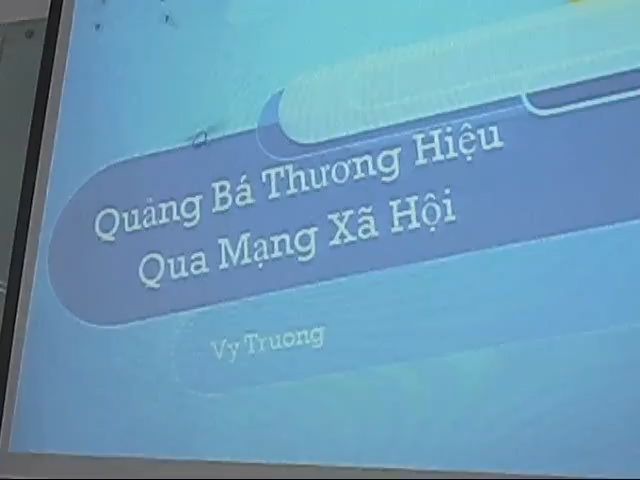 Quảng Bá Thương Hiệu
Qua Mạng Xã Hội
Vy Truong